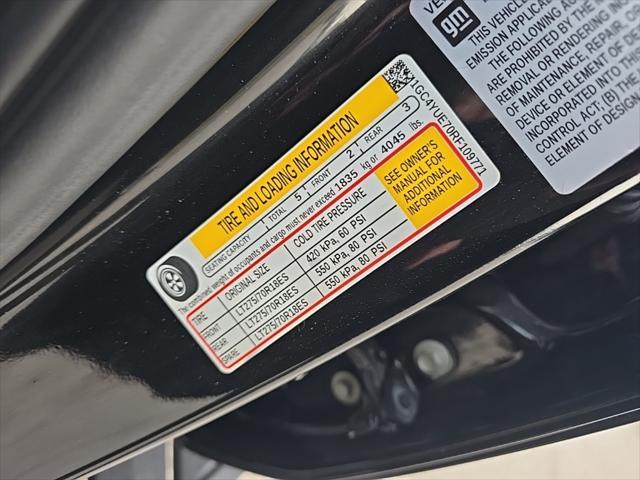 1GC4YUE70RF109771
TIRE AND LOADING INFORMATION
SEATING CAPACITY TOTAL 5 FRONT 2 REAR 3
The combined weight of occupants and cargo must never exceed 1835 kg or 4045 lbs.
TIRE ORIGINAL SIZE COLD TIRE PRESSURE
FRONT LT275/70R18ES 420 kPa, 60 PSI
REAR LT275/70R18ES 550 kPa, 80 PSI
SPARE LT275/70R18ES 550 kPa, 80 PSI
SEE OWNER'S
MANUAL FOR
ADDITIONAL
INFORMATION
gm
THIS VEHICLE
EMISSION APPLICA
THE FOLLOWING
ARE PROHIBITED BY THE
REMOVAL OR RENDERING
OF MAINTENANCE, REPAIR, 
DEVICE OR ELEMENT OF
CONTROL ACT; (B) T
ELEMENT OF DESIGN